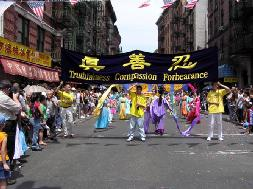 真 善 忍
Truthfulness Compassion Forbearance